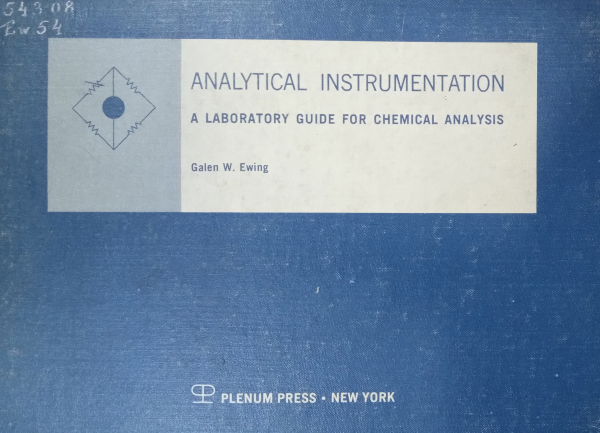 543.08
Ew 54
ANALYTICAL INSTRUMENTATION
A LABORATORY GUIDE FOR CHEMICAL ANALYSIS
Galen W. Ewing
PLENUM PRESS • NEW YORK